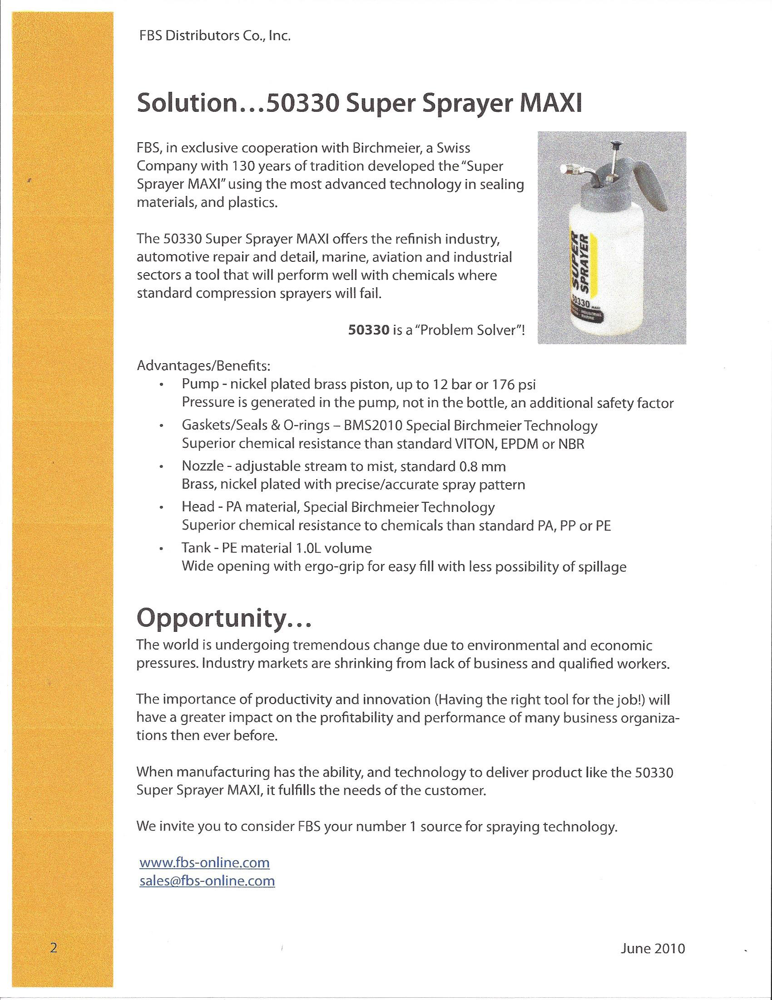 FBS Distributors Co., Inc.
Solution...50330 Super Sprayer MAXI
FBS, in exclusive cooperation with Birchmeier, a Swiss
Company with 130 years of tradition developed the "Super
Sprayer MAXI" using the most advanced technology in sealing
materials, and plastics.
The 50330 Super Sprayer MAXI offers the refinish industry,
automotive repair and detail, marine, aviation and industrial
sectors a tool that will perform well with chemicals where
standard compression sprayers will fail.
50330 is a "Problem Solver"!
SUPER
SPRAYER
50330 MAXI
Advantages/Benefits:
• Pump - nickel plated brass piston, up to 12 bar or 176 psi
Pressure is generated in the pump, not in the bottle, an additional safety factor
• Gaskets/Seals & O-rings – BMS2010 Special Birchmeier Technology
Superior chemical resistance than standard VITON, EPDM or NBR
• Nozzle - adjustable stream to mist, standard 0.8 mm
Brass, nickel plated with precise/accurate spray pattern
• Head - PA material, Special Birchmeier Technology
Superior chemical resistance to chemicals than standard PA, PP or PE
• Tank - PE material 1.0L volume
Wide opening with ergo-grip for easy fill with less possibility of spillage
Opportunity...
The world is undergoing tremendous change due to environmental and economic
pressures. Industry markets are shrinking from lack of business and qualified workers.
The importance of productivity and innovation (Having the right tool for the job!) will
have a greater impact on the profitability and performance of many business organiza-
tions then ever before.
When manufacturing has the ability, and technology to deliver product like the 50330
Super Sprayer MAXI, it fulfills the needs of the customer.
We invite you to consider FBS your number 1 source for spraying technology.
www.fbs-online.com
sales@fbs-online.com
2
June 2010